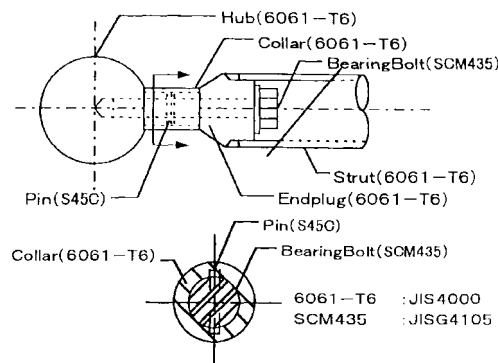 Hub(6061-T6)
Collar(6061-T6)
BearingBolt(SCM435)
Pin(S45C)
Strut(6061-T6)
Endplug(6061-T6)
Pin(S45C)
Collar(6061-T6)
BearingBolt(SCM435)
6061-T6 :JIS4000
SCM435 :JISG4105